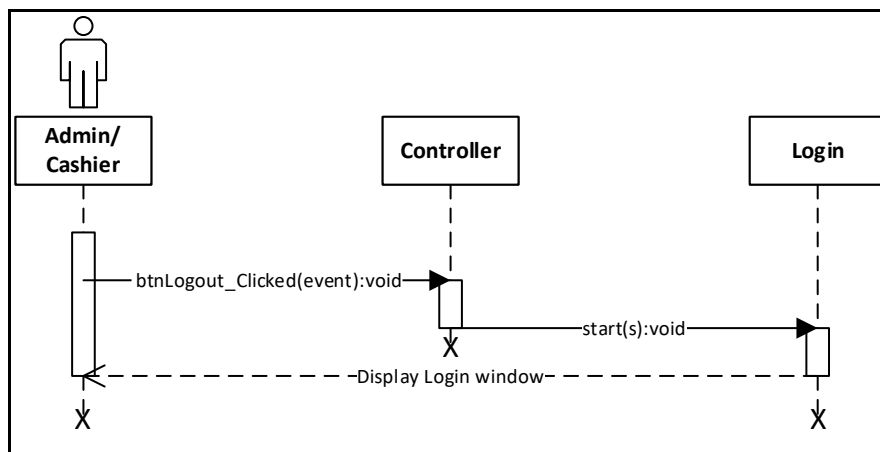 Admin/
Cashier
Controller
Login
btnLogout_Clicked(event):void
start(s):void
X
Display Login window
X
X